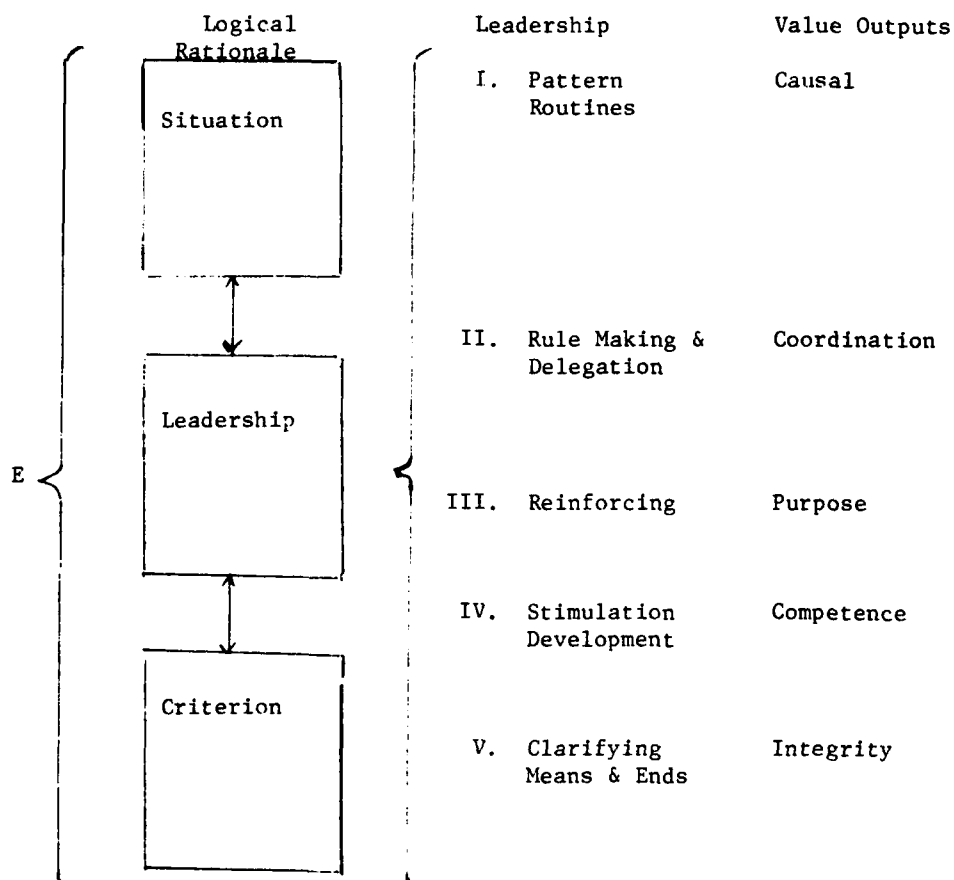 Logical Leadership Value Outputs
Rationale
I. Pattern Causal
Routines
Situation
II. Rule Making & Coordination
Delegation
Leadership
E
III. Reinforcing Purpose
IV. Stimulation Competence
Development
Criterion
V. Clarifying Integrity
Means & Ends